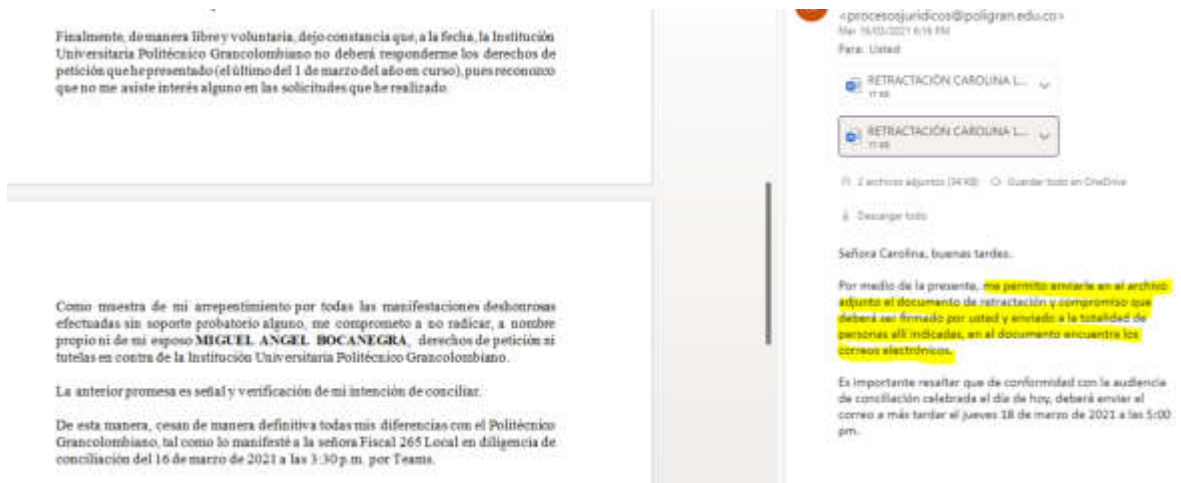 Finalmente, de manera libre y voluntaria, dejo constancia que, a la fecha, la Institución
Universitaria Politécnico Grancolombiano no deberá responderme los derechos de
petición que he presentado (el último del 1 de marzo del año en curso), pues reconozco
que no me asiste interés alguno en las solicitudes que he realizado.
Como muestra de mi arrepentimiento por todas las manifestaciones deshonrosas
efectuadas sin soporte probatorio alguno, me comprometo a no radicar, a nombre
propio ni de mi esposo MIGUEL ANGEL BOCANEGRA, derechos de petición ni
tutelas en contra de la Institución Universitaria Politécnico Grancolombiano.
La anterior promesa es señal y verificación de mi intención de conciliar.
De esta manera, cesan de manera definitiva todas mis diferencias con el Politécnico
Grancolombiano, tal como lo manifesté a la señora Fiscal 265 Local en diligencia de
conciliación del 16 de marzo de 2021 a las 3:30 p.m. por Teams.
<procesosjuridicos@poligran.edu.co>
Mar 16/03/2021 6:16 PM
Para: Usted
RETRACTACIÓN CAROLINA L...
17 KB
RETRACTACIÓN CAROLINA L...
17 KB
2 archivos adjuntos (34 KB) Guardar todo en OneDrive
Descargar todo
Señora Carolina, buenas tardes.
Por medio de la presente, me permito enviarle en el archivo
adjunto el documento de retractación y compromiso que
deberá ser firmado por usted y enviado a la totalidad de
personas allí indicadas, en el documento encuentra los
correos electrónicos.
Es importante resaltar que de conformidad con la audiencia
de conciliación celebrada el día de hoy, deberá enviar el
correo a más tardar el jueves 18 de marzo de 2021 a las 5:00
pm.